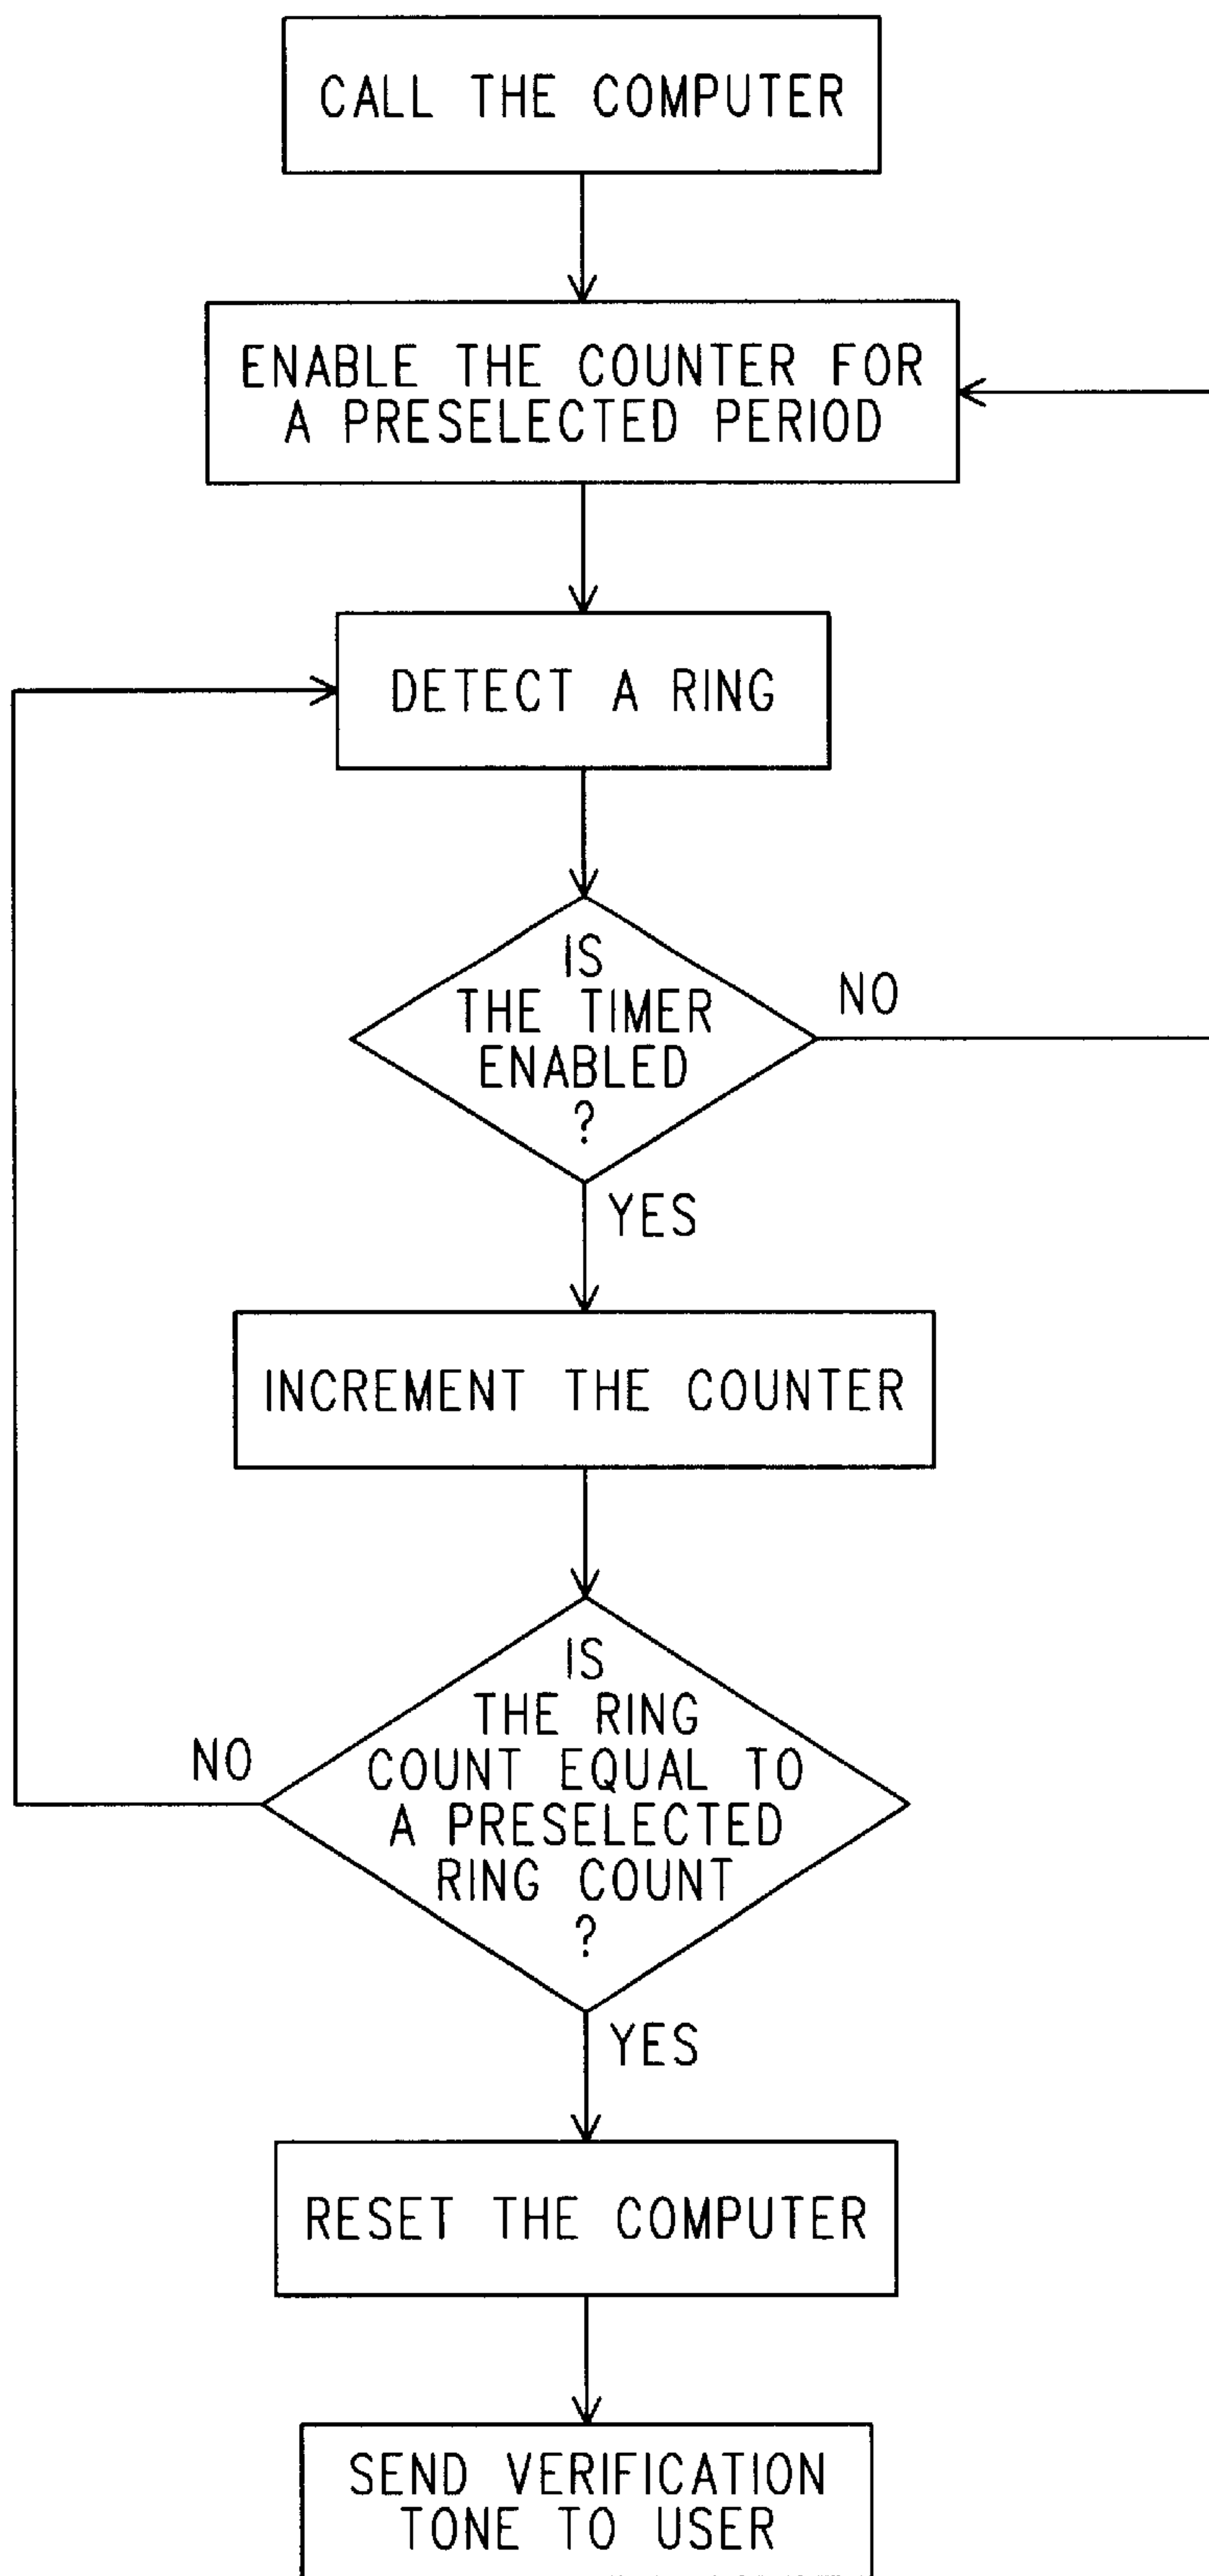 CALL THE COMPUTER
ENABLE THE COUNTER FOR
A PRESELECTED PERIOD
DETECT A RING
IS
THE TIMER
ENABLED
?
NO
YES
INCREMENT THE COUNTER
IS
THE RING
COUNT EQUAL TO
A PRESELECTED
RING COUNT
?
NO
YES
RESET THE COMPUTER
SEND VERIFICATION
TONE TO USER